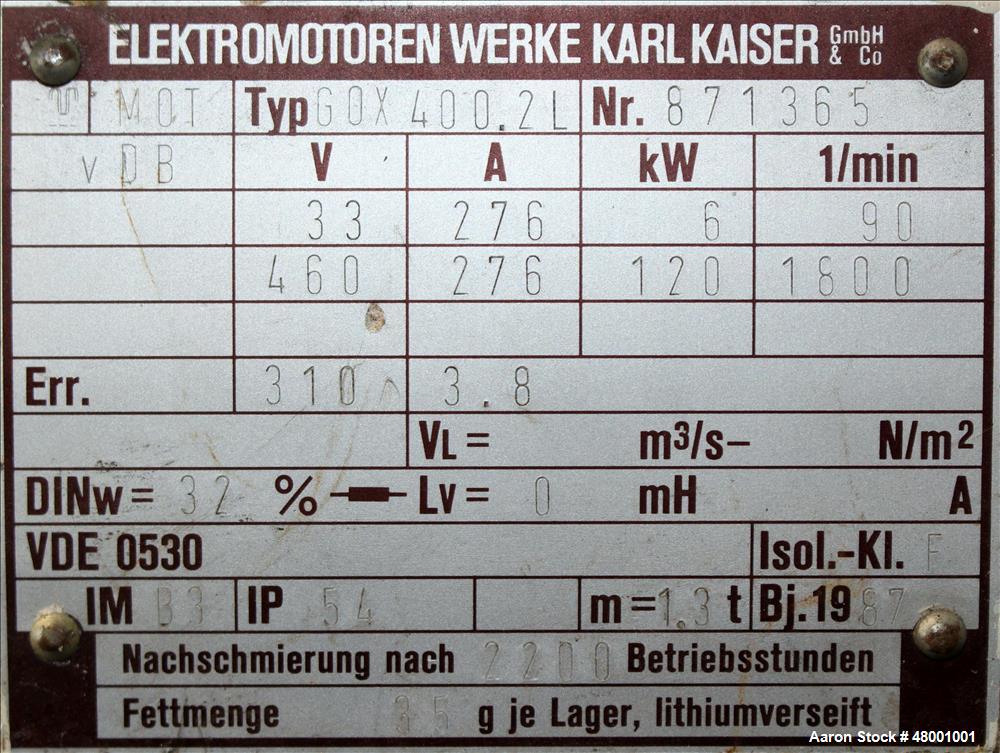 ELEKTROMOTOREN WERKE KARL KAISER GmbH & Co
MOT Typ GOX 400.2L Nr. 871365
vDB V A kW 1/min
33 276 6 90
460 276 120 1800
Err. 310 3.8
VL = m³/s– N/m²
DINw = 32 % Lv = 0 mH A
VDE 0530 Isol.-Kl. F
IM B3 IP 54 m = 1.3 t Bj. 19 87
Nachschmierung nach 2200 Betriebsstunden
Fettmenge 35 g je Lager, lithiumverseift
Aaron Stock # 48001001